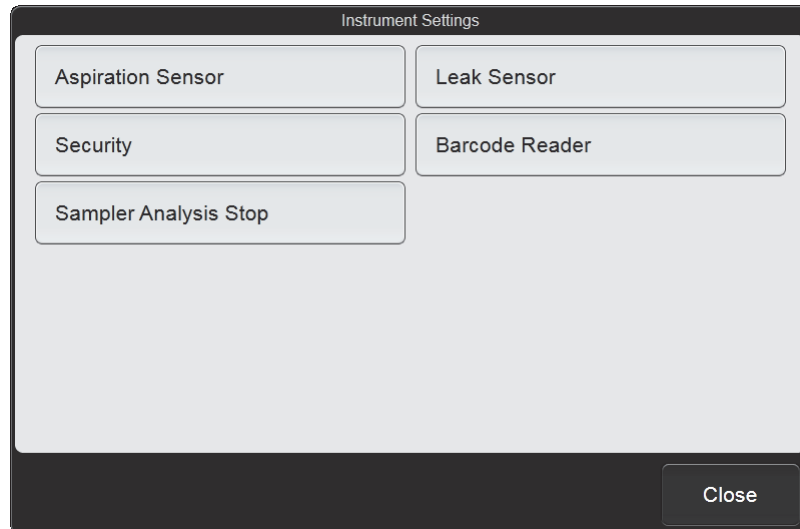 Instrument Settings
Aspiration Sensor
Leak Sensor
Security
Barcode Reader
Sampler Analysis Stop
Close